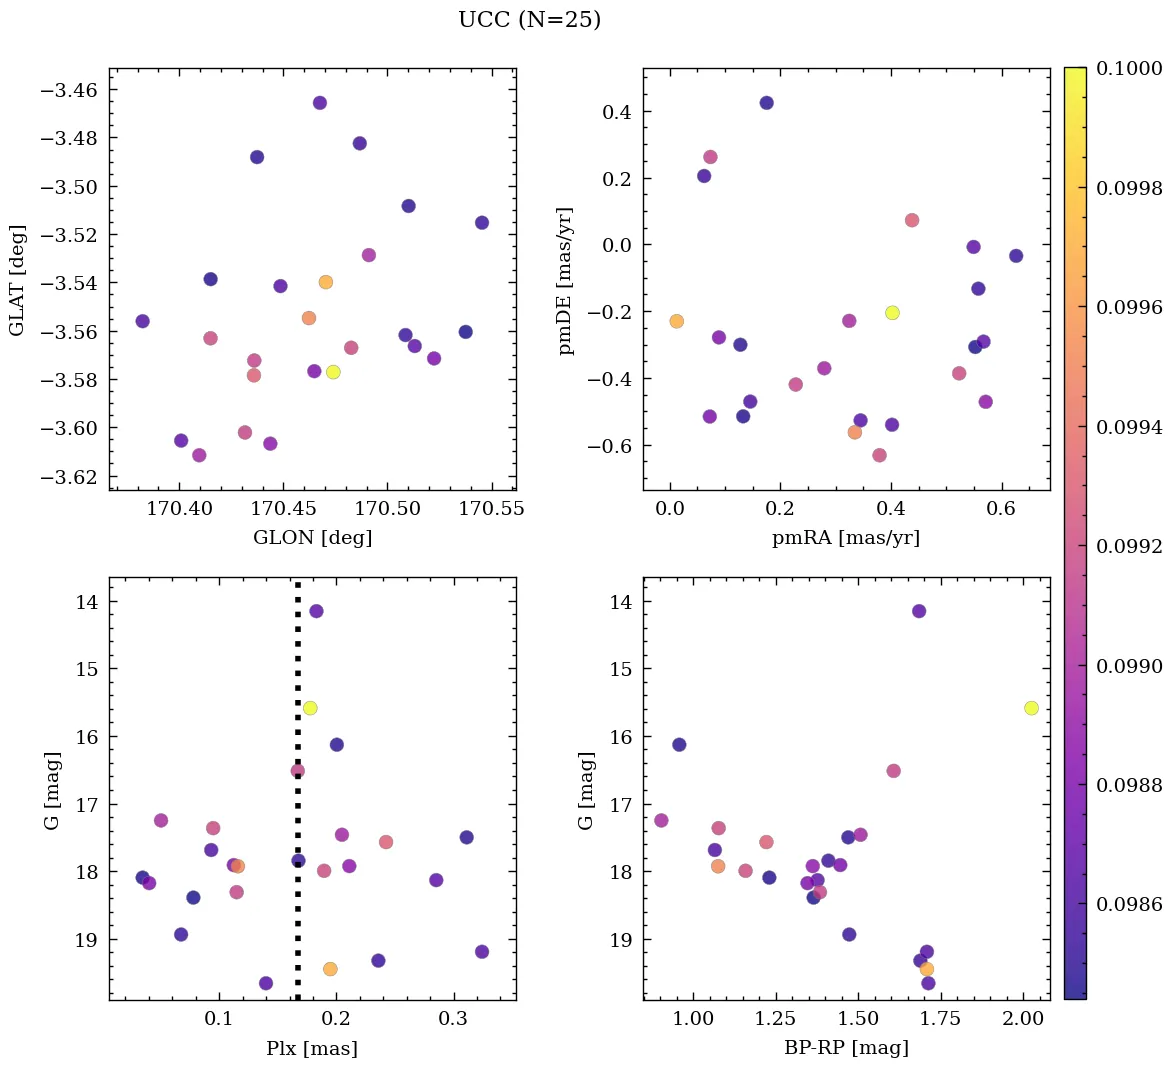 UCC (N=25)
−3.46
−3.48
−3.50
−3.52
−3.54
−3.56
−3.58
−3.60
−3.62
GLAT [deg]
170.40 170.45 170.50 170.55
GLON [deg]
0.4
0.2
0.0
−0.2
−0.4
−0.6
pmDE [mas/yr]
0.0 0.2 0.4 0.6
pmRA [mas/yr]
14
15
16
17
18
19
G [mag]
0.1 0.2 0.3
Plx [mas]
14
15
16
17
18
19
G [mag]
1.00 1.25 1.50 1.75 2.00
BP-RP [mag]
0.1000
0.0998
0.0996
0.0994
0.0992
0.0990
0.0988
0.0986